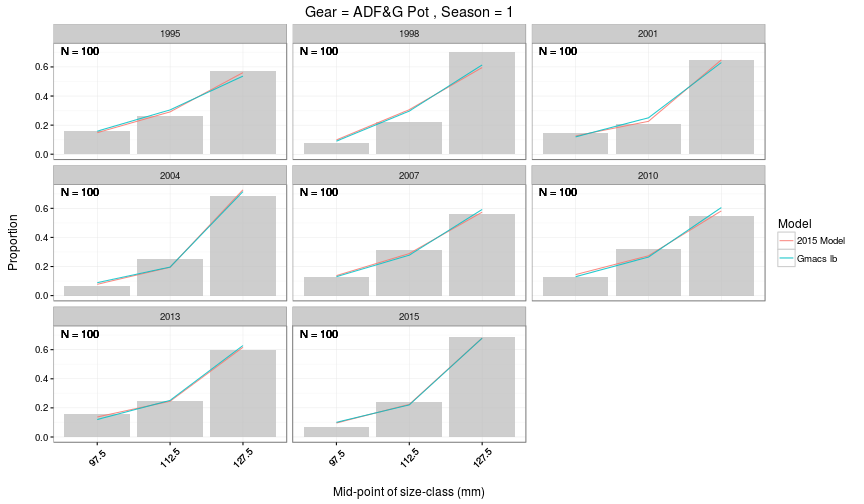 Gear = ADF&G Pot , Season = 1
1995 1998 2001
N = 100 N = 100 N = 100
0.6
0.4
0.2
0.0
2004 2007 2010
N = 100 N = 100 N = 100
0.6
0.4
0.2
0.0
2013 2015
N = 100 N = 100
0.6
0.4
0.2
0.0
97.5 112.5 127.5 97.5 112.5 127.5
Proportion
Mid-point of size-class (mm)
Model
2015 Model
Gmacs lb